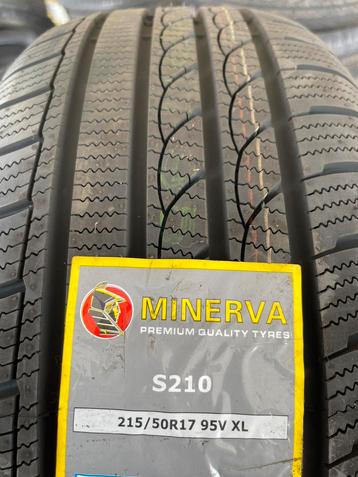 MINERVA
PREMIUM QUALITY TYRES
S210
215/50R17 95V XL